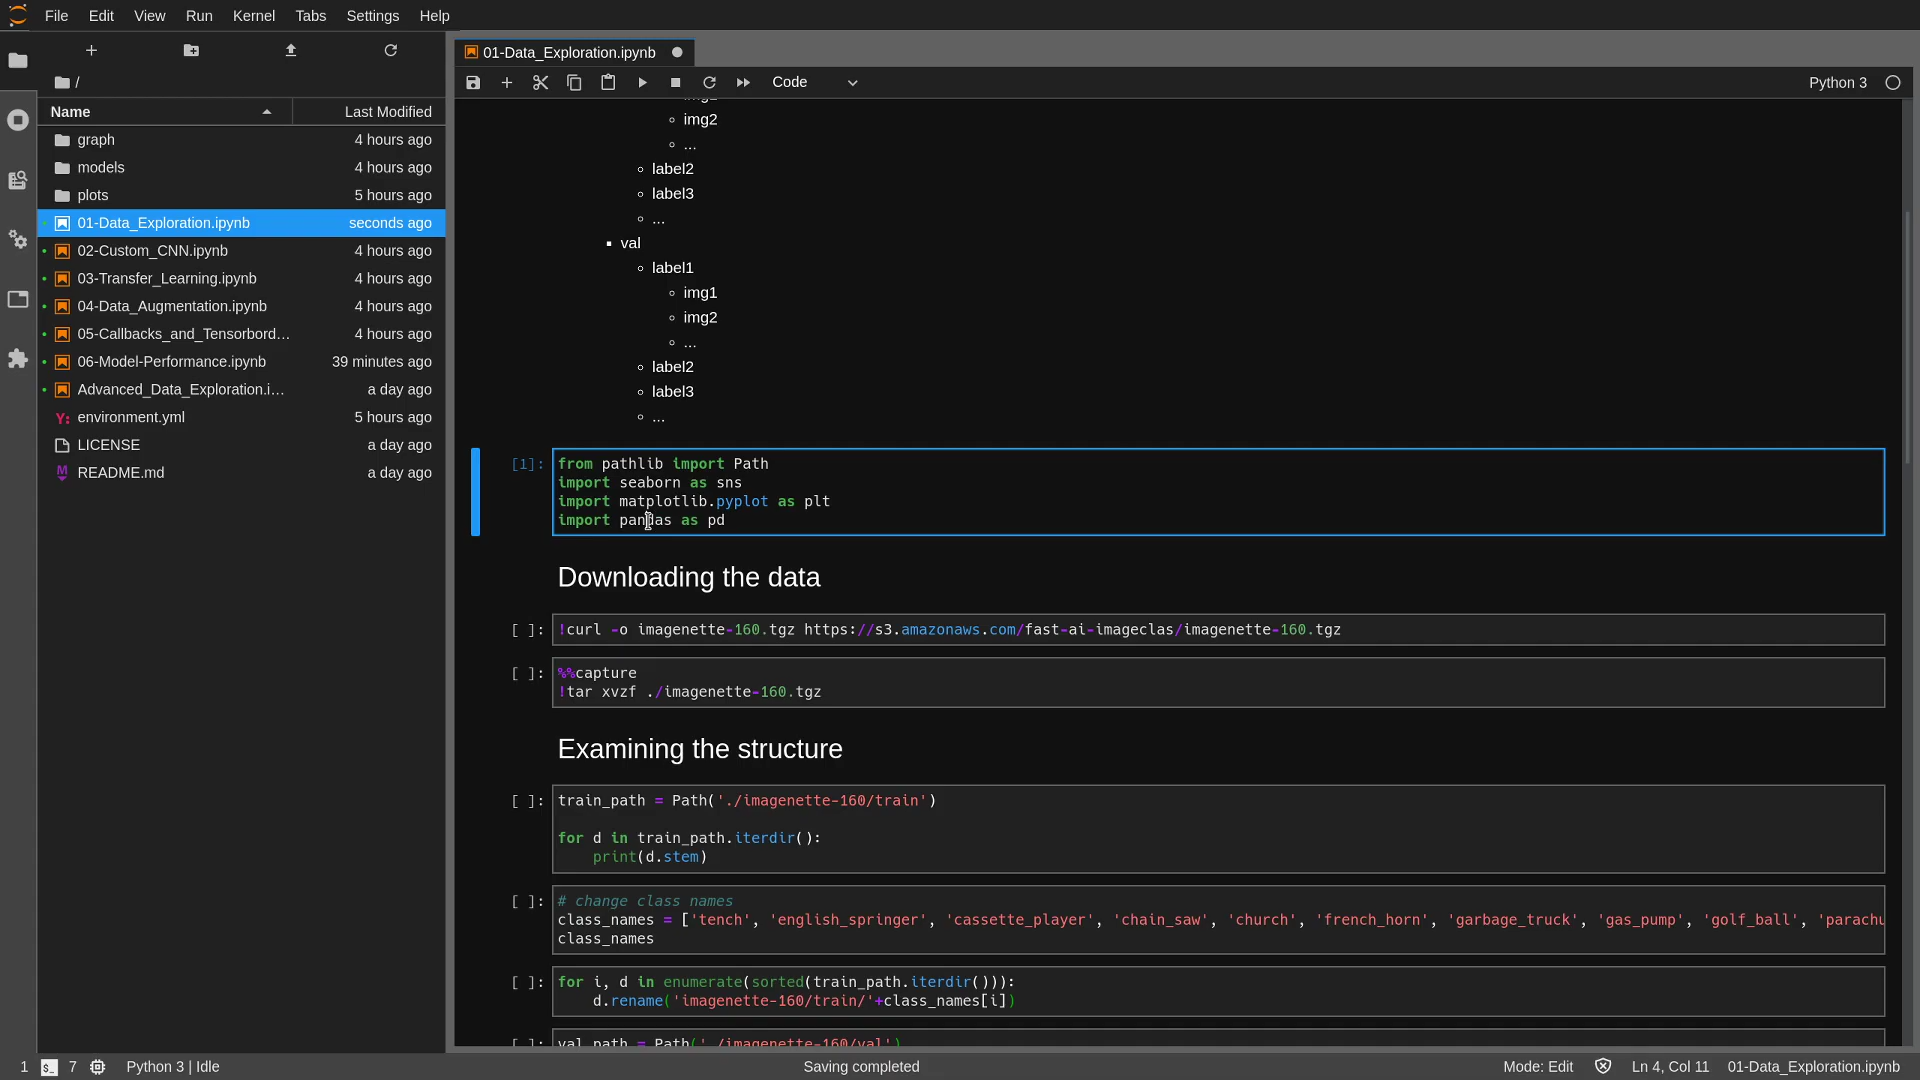 File Edit View Run Kernel Tabs Settings Help
/
Name Last Modified
graph 4 hours ago
models 4 hours ago
plots 5 hours ago
01-Data_Exploration.ipynb seconds ago
02-Custom_CNN.ipynb 4 hours ago
03-Transfer_Learning.ipynb 4 hours ago
04-Data_Augmentation.ipynb 4 hours ago
05-Callbacks_and_Tensorbord... 4 hours ago
06-Model-Performance.ipynb 39 minutes ago
Advanced_Data_Exploration.i... a day ago
Y: environment.yml 5 hours ago
LICENSE a day ago
M README.md a day ago
01-Data_Exploration.ipynb
Code Python 3
img2
...
label2
label3
...
val
label1
img1
img2
...
label2
label3
...
[1]: from pathlib import Path
import seaborn as sns
import matplotlib.pyplot as plt
import pandas as pd
Downloading the data
[ ]: !curl -o imagenette-160.tgz https://s3.amazonaws.com/fast-ai-imageclas/imagenette-160.tgz
[ ]: %%capture
!tar xvzf ./imagenette-160.tgz
Examining the structure
[ ]: train_path = Path('./imagenette-160/train')
for d in train_path.iterdir():
print(d.stem)
[ ]: # change class names
class_names = ['tench', 'english_springer', 'cassette_player', 'chain_saw', 'church', 'french_horn', 'garbage_truck', 'gas_pump', 'golf_ball', 'parachu
class_names
[ ]: for i, d in enumerate(sorted(train_path.iterdir())):
d.rename('imagenette-160/train/'+class_names[i])
[ ]: val_path = Path('./imagenette-160/val')
1 $_ 7 Python 3 | Idle Saving completed Mode: Edit Ln 4, Col 11 01-Data_Exploration.ipynb